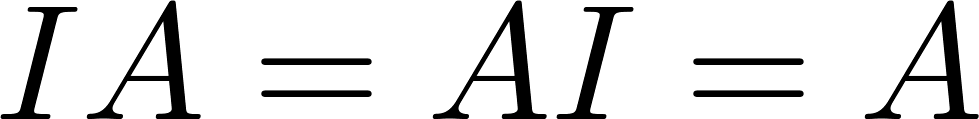 IA = AI = A